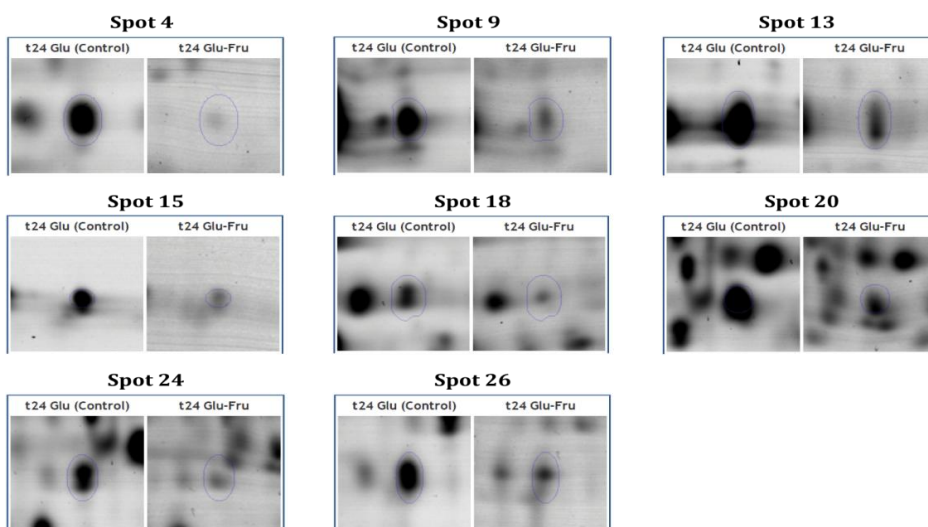 Spot 4
t24 Glu (Control) t24 Glu-Fru
Spot 9
t24 Glu (Control) t24 Glu-Fru
Spot 13
t24 Glu (Control) t24 Glu-Fru
Spot 15
t24 Glu (Control) t24 Glu-Fru
Spot 18
t24 Glu (Control) t24 Glu-Fru
Spot 20
t24 Glu (Control) t24 Glu-Fru
Spot 24
t24 Glu (Control) t24 Glu-Fru
Spot 26
t24 Glu (Control) t24 Glu-Fru